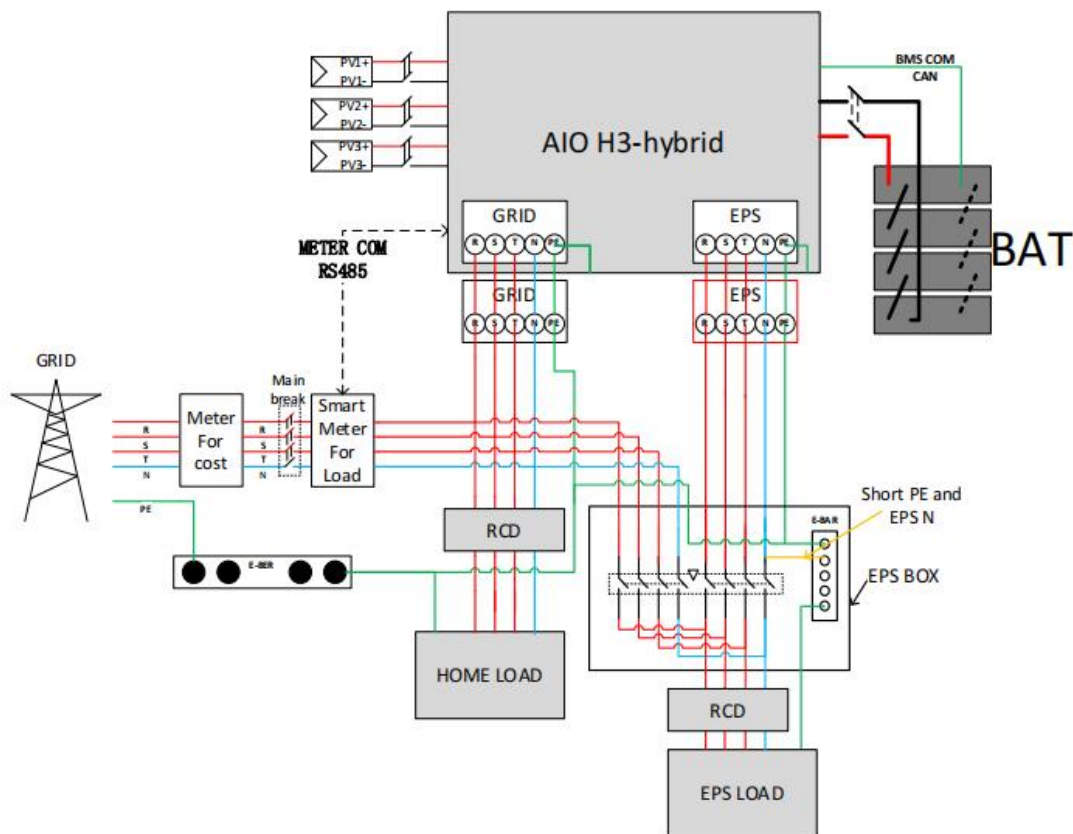 PV1+
PV1-
PV2+
PV2-
PV3+
PV3-
AIO H3-hybrid
BMS COM
CAN
BAT
GRID
R S T N PE
EPS
R S T N PE
METER COM
RS485
GRID
R S T N PE
EPS
R S T N PE
GRID
Meter
For
cost
Main
break
Smart
Meter
For
Load
R
S
T
N
R
S
T
N
PE
E-BER
RCD
HOME LOAD
Short PE and
EPS N
E-BAR
EPS BOX
RCD
EPS LOAD